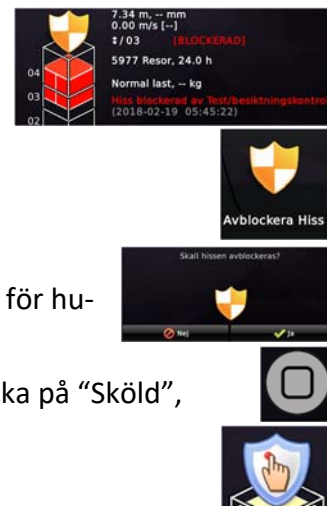 7.34 m, -- mm
0.00 m/s [--]
‡/03 [BLOCKERAD]
5977 Resor, 24.0 h
04
Normal last, -- kg
03
Hiss blockerad av Test/besiktningskontro
(2018-02-19 05:45:22)
02
Avblockera Hiss
Skall hissen avblockeras?
för hu-
Nej
Ja
ka på “Sköld”,